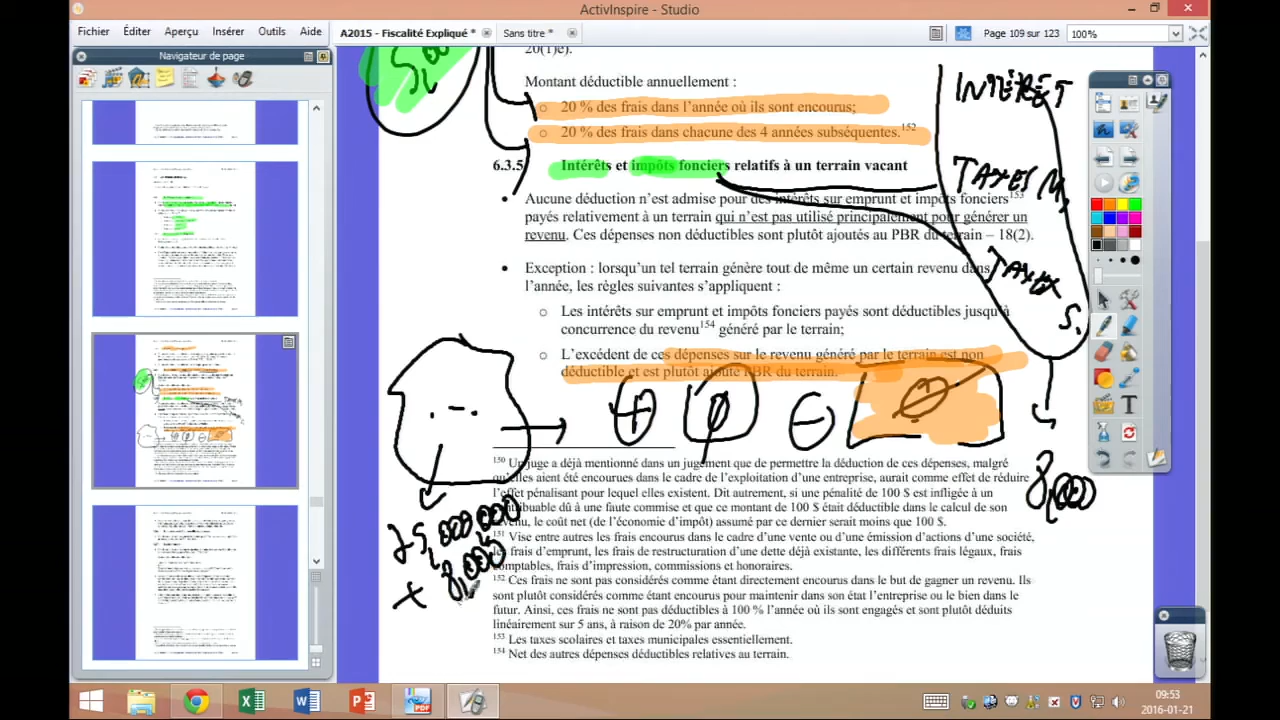 ActivInspire - Studio
Fichier Éditer Aperçu Insérer Outils Aide
A2015 - Fiscalité Expliqué *
Sans titre *
Page 109 sur 123
100%
Navigateur de page
5,000
20(1)e).
Montant déductible annuellement :
o 20 % des frais dans l'année où ils sont encourus;
o 20 % des frais dans chacune des 4 années subséquentes.152
6.3.5 Intérêts et impôts fonciers relatifs à un terrain vacant
• Aucune déduction n'est admise pour des intérêts sur emprunt et impôts fonciers153
payés relativement à un terrain qui n'est pas utilisé principalement pour générer un
revenu. Ces dépenses non déductibles sont plutôt ajoutés au PBR du terrain – 18(2).
• Exception : lorsqu'un tel terrain génère tout de même un certain revenu dans
l'année, les règles suivantes s'appliquent :
o Les intérêts sur emprunt et impôts fonciers payés sont déductibles jusqu'à
concurrence du revenu154 généré par le terrain;
o L'excédent de ces dépenses sur le revenu généré par le terrain est non
déductible et est plutôt ajouté PBR du terrain.
INTÉRÊT
TAXES M.
TAXES S.
8,000
25,000,000
+ 8,000
150 Un juge a déjà mentionné dans un jugement que de permettre la déduction de ces dépenses, malgré
qu'elles aient été encourues dans le cadre de l'exploitation d'une entreprise, aurait comme effet de réduire
l'effet pénalisant pour lequel elles existent. Dit autrement, si une pénalité de 100 $ est infligée à un
contribuable dû à une faute commise et que ce montant de 100 $ était déductible dans le calcul de son
revenu, le coût net (de l'économie d'impôt assumé par ce dernier serait moindre que 100 $.
151 Vise entre autres les frais encourus dans le cadre d'une vente ou d'une émission d'actions d'une société,
les frais d'emprunt, les frais de restructuration d'une dette déjà existante, les différents frais légaux, frais
comptables, frais d'impression, commissions et honoraires.
152 Ces frais ne sont pas considérés comme étant directement encourus dans le but de gagner un revenu. Ils
sont plutôt considérés comme étant encourus pour maintenir dans son état l'entreprise ou le bien dans le
futur. Ainsi, ces frais ne sont pas déductibles à 100 % l'année où ils sont engagés et sont plutôt déduits
linéairement sur 5 ans, à raison de 20% par année.
153 Les taxes scolaires et taxes municipales essentiellement.
154 Net des autres dépenses déductibles relatives au terrain.
09:53
2016-01-21